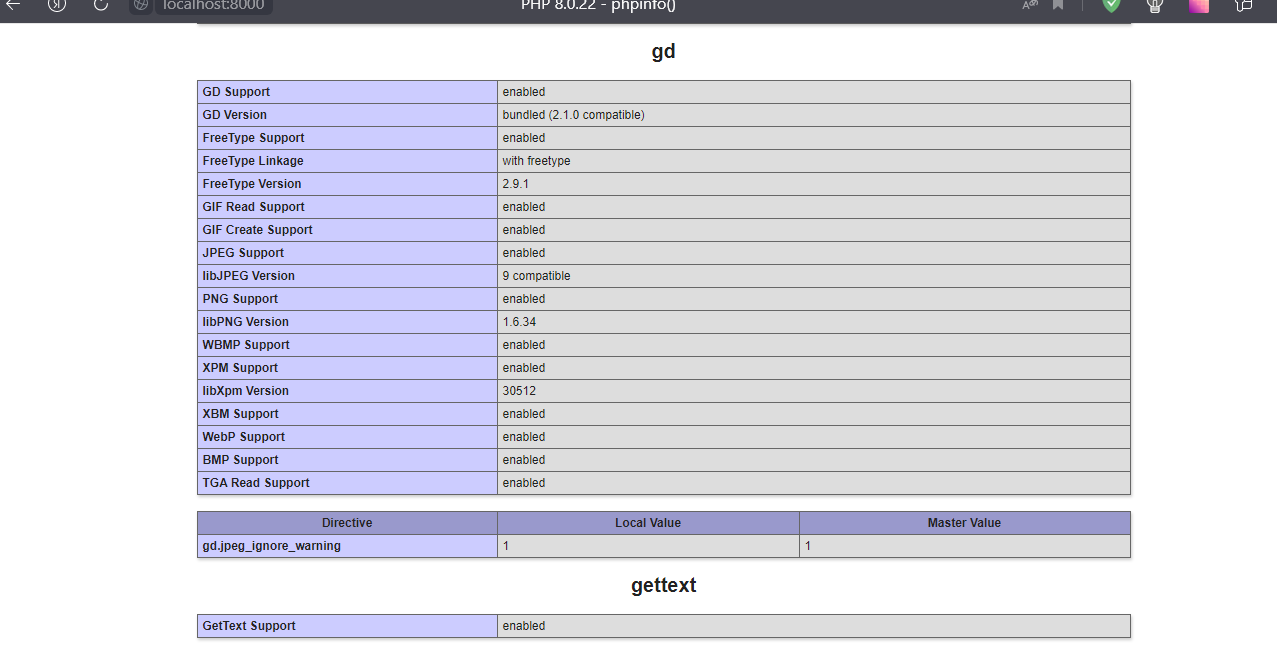 localhost:8000
PHP 8.0.22 - phpinfo()
gd
GD Support enabled
GD Version bundled (2.1.0 compatible)
FreeType Support enabled
FreeType Linkage with freetype
FreeType Version 2.9.1
GIF Read Support enabled
GIF Create Support enabled
JPEG Support enabled
libJPEG Version 9 compatible
PNG Support enabled
libPNG Version 1.6.34
WBMP Support enabled
XPM Support enabled
libXpm Version 30512
XBM Support enabled
WebP Support enabled
BMP Support enabled
TGA Read Support enabled
Directive Local Value Master Value
gd.jpeg_ignore_warning 1 1
gettext
GetText Support enabled